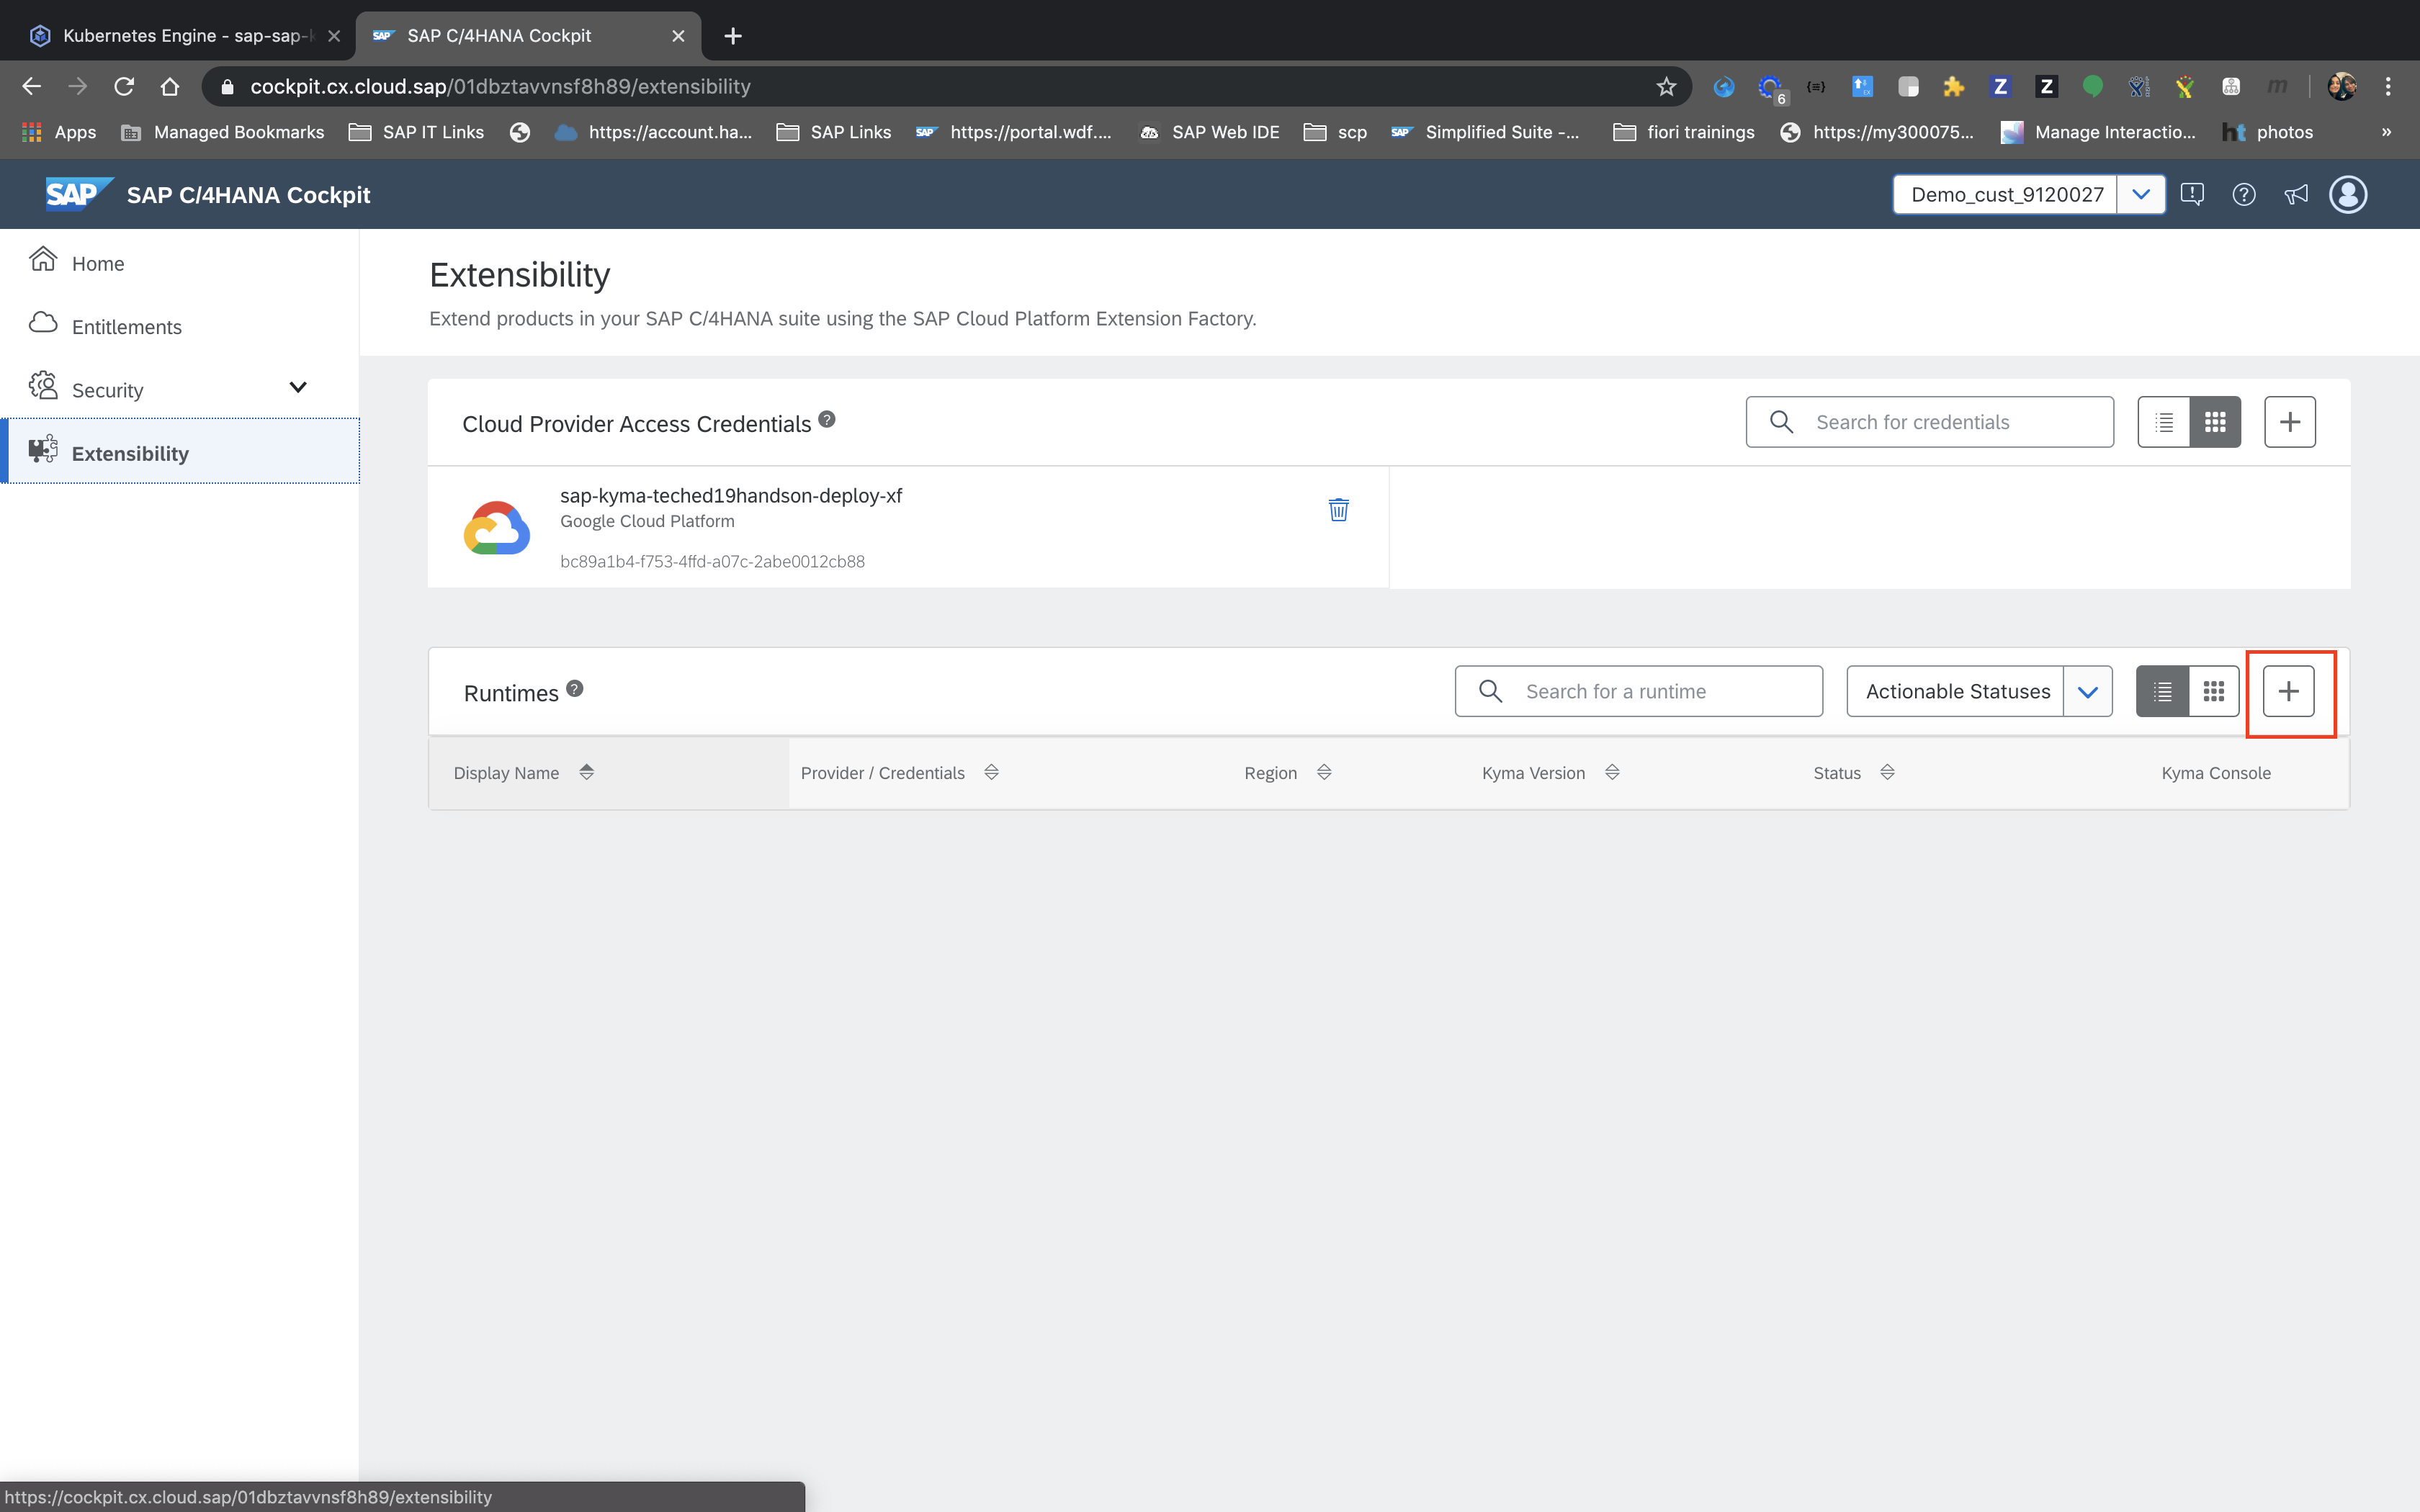 Kubernetes Engine - sap-sap-k
SAP C/4HANA Cockpit
cockpit.cx.cloud.sap/01dbztavvnsf8h89/extensibility
6
Apps
Managed Bookmarks
SAP IT Links
https://account.ha...
SAP Links
https://portal.wdf....
SAP Web IDE
scp
Simplified Suite -...
fiori trainings
https://my300075...
Manage Interactio...
photos
»
SAP
SAP C/4HANA Cockpit
Demo_cust_9120027
Home
Entitlements
Security
Extensibility
Extensibility
Extend products in your SAP C/4HANA suite using the SAP Cloud Platform Extension Factory.
Cloud Provider Access Credentials
Search for credentials
sap-kyma-teched19handson-deploy-xf
Google Cloud Platform
bc89a1b4-f753-4ffd-a07c-2abe0012cb88
Runtimes
Search for a runtime
Actionable Statuses
Display Name
Provider / Credentials
Region
Kyma Version
Status
Kyma Console
https://cockpit.cx.cloud.sap/01dbztavvnsf8h89/extensibility